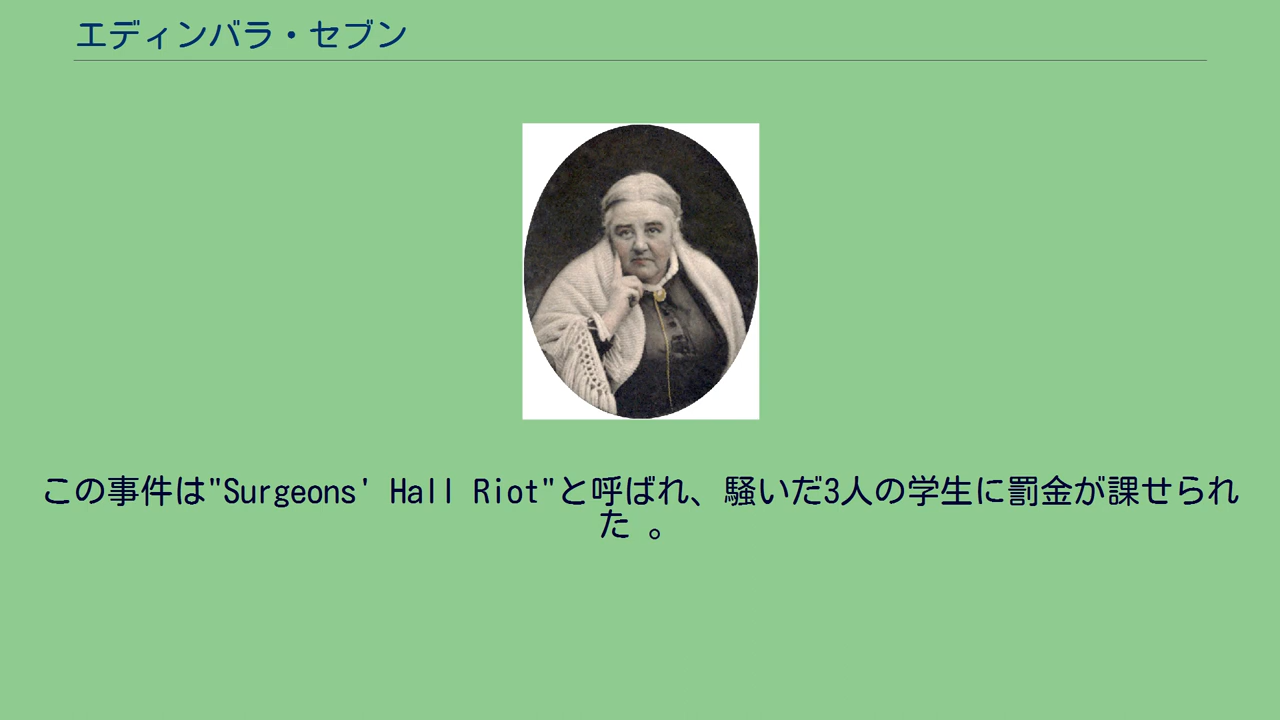 エディンバラ・セブン
この事件は"Surgeons' Hall Riot"と呼ばれ、騒いだ3人の学生に罰金が課せられ
た 。